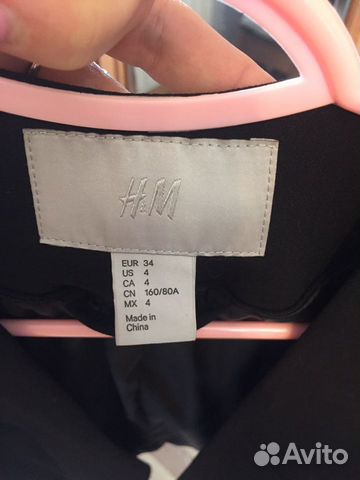 H&M
EUR 34
US 4
CA 4
CN 160/80A
MX 4
Made in
China
Avito